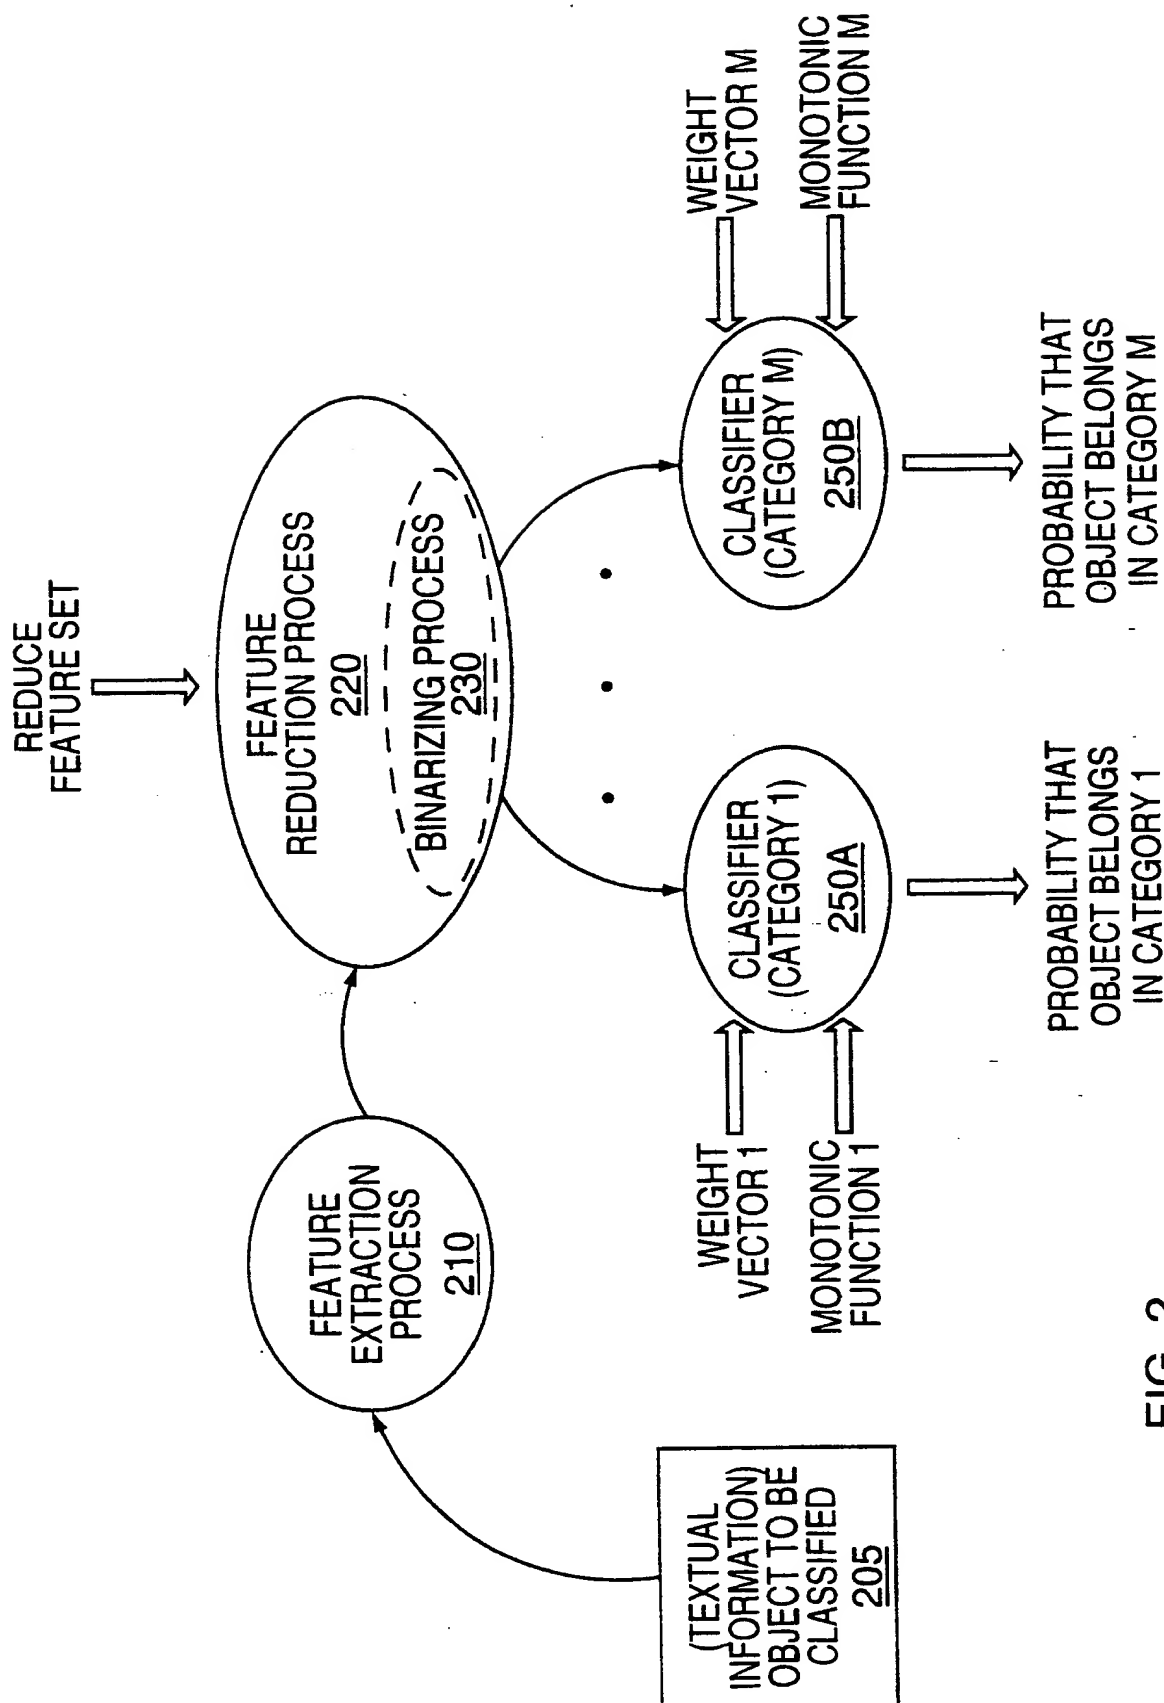 REDUCE
FEATURE SET
FEATURE
REDUCTION PROCESS
220
BINARIZING PROCESS
230
FEATURE
EXTRACTION
PROCESS
210
(TEXTUAL
INFORMATION)
OBJECT TO BE
CLASSIFIED
205
WEIGHT
VECTOR 1
MONOTONIC
FUNCTION 1
CLASSIFIER
(CATEGORY 1)
250A
PROBABILITY THAT
OBJECT BELONGS
IN CATEGORY 1
CLASSIFIER
(CATEGORY M)
250B
WEIGHT
VECTOR M
MONOTONIC
FUNCTION M
PROBABILITY THAT
OBJECT BELONGS
IN CATEGORY M
FIG. 2